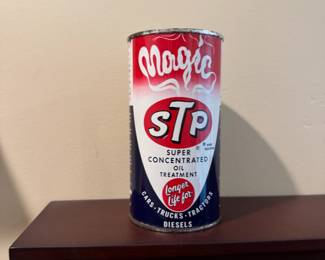 Magic
STP
SUPER
CONCENTRATED
OIL
TREATMENT
Longer
Life for
CARS · TRUCKS · TRACTORS
DIESELS